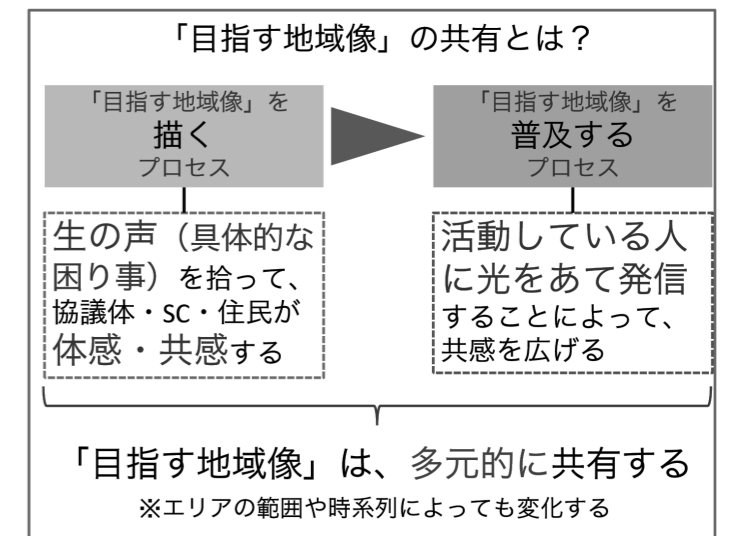 「目指す地域像」の共有とは？
「目指す地域像」を
描く
プロセス
「目指す地域像」を
普及する
プロセス
生の声（具体的な
困り事）を拾って、
協議体・SC・住民が
体感・共感する
活動している人
に光をあて発信
することによって、
共感を広げる
「目指す地域像」は、多元的に共有する
※エリアの範囲や時系列によっても変化する